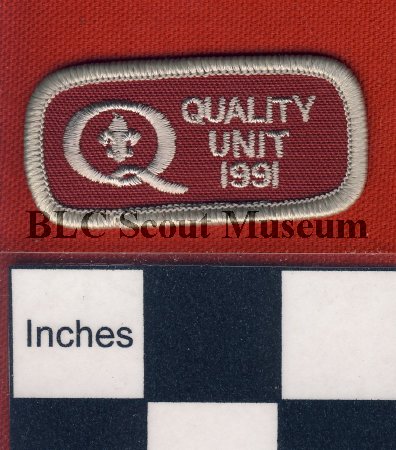 Q
QUALITY
UNIT
1991
BLC Scout Museum
Inches